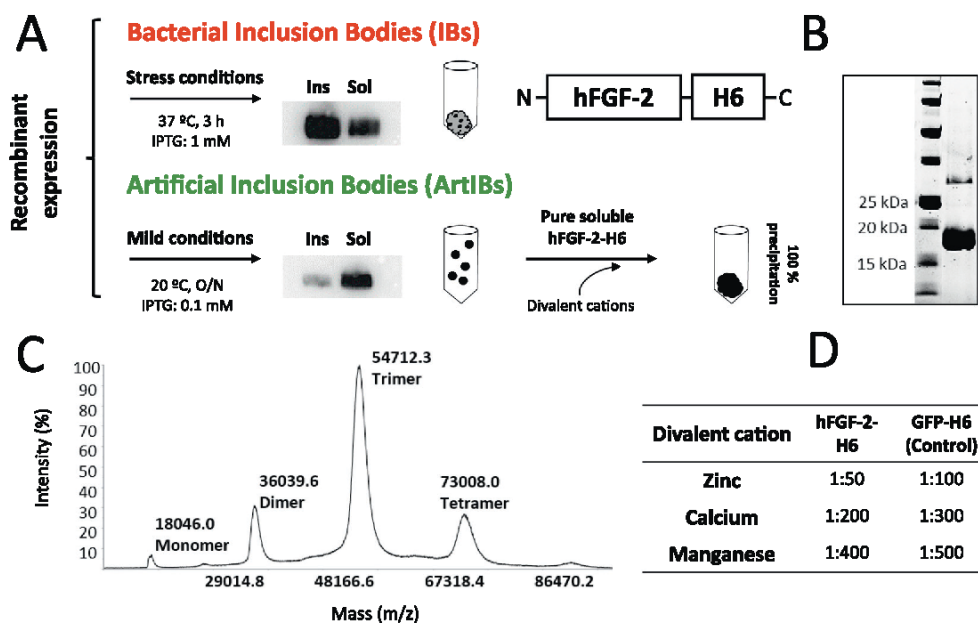 A
Recombinant
expression
Bacterial Inclusion Bodies (IBs)
Stress conditions
37 ºC, 3 h
IPTG: 1 mM
Ins Sol
N hFGF-2 H6 C
Artificial Inclusion Bodies (ArtIBs)
Mild conditions
20 ºC, O/N
IPTG: 0.1 mM
Ins Sol
Pure soluble
hFGF-2-H6
Divalent cations
100 %
precipitation
B
25 kDa
20 kDa
15 kDa
C
Intensity (%)
100
90
80
70
60
50
40
30
20
10
18046.0
Monomer
36039.6
Dimer
54712.3
Trimer
73008.0
Tetramer
29014.8 48166.6 67318.4 86470.2
Mass (m/z)
D
Divalent cation hFGF-2-H6 GFP-H6 (Control)
Zinc 1:50 1:100
Calcium 1:200 1:300
Manganese 1:400 1:500